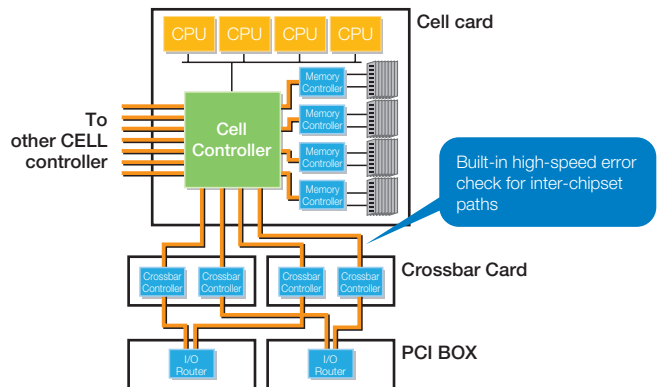 Cell card
CPU CPU CPU CPU
Memory
Controller
Memory
Controller
Memory
Controller
Memory
Controller
Cell
Controller
To
other CELL
controller
Built-in high-speed error
check for inter-chipset
paths
Crossbar Card
Crossbar
Controller
Crossbar
Controller
Crossbar
Controller
Crossbar
Controller
PCI BOX
I/O
Router
I/O
Router